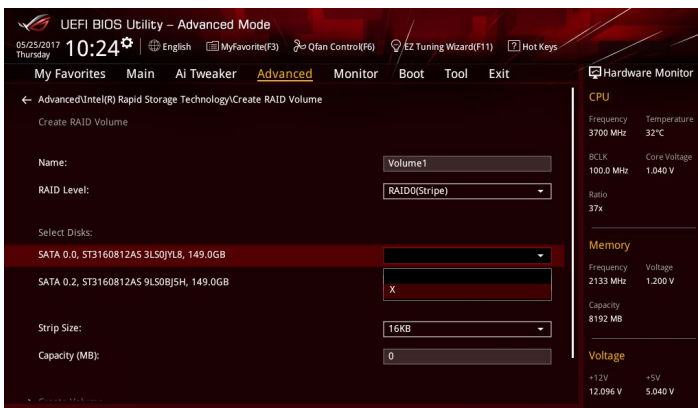 UEFI BIOS Utility – Advanced Mode
05/25/2017 Thursday 10:24 English MyFavorite(F3) Qfan Control(F6) EZ Tuning Wizard(F11) ? Hot Keys
My Favorites Main Ai Tweaker Advanced Monitor Boot Tool Exit
Hardware Monitor
← Advanced\Intel(R) Rapid Storage Technology\Create RAID Volume
Create RAID Volume
Name: Volume1
RAID Level: RAID0(Stripe)
Select Disks:
SATA 0.0, ST3160812AS 3LS0JYL8, 149.0GB
SATA 0.2, ST3160812AS 9LS0BJ5H, 149.0GB
X
Strip Size: 16KB
Capacity (MB): 0
Create Volume
CPU
Frequency Temperature
3700 MHz 32°C
BCLK Core Voltage
100.0 MHz 1.040 V
Ratio
37x
Memory
Frequency Voltage
2133 MHz 1.200 V
Capacity
8192 MB
Voltage
+12V +5V
12.096 V 5.040 V